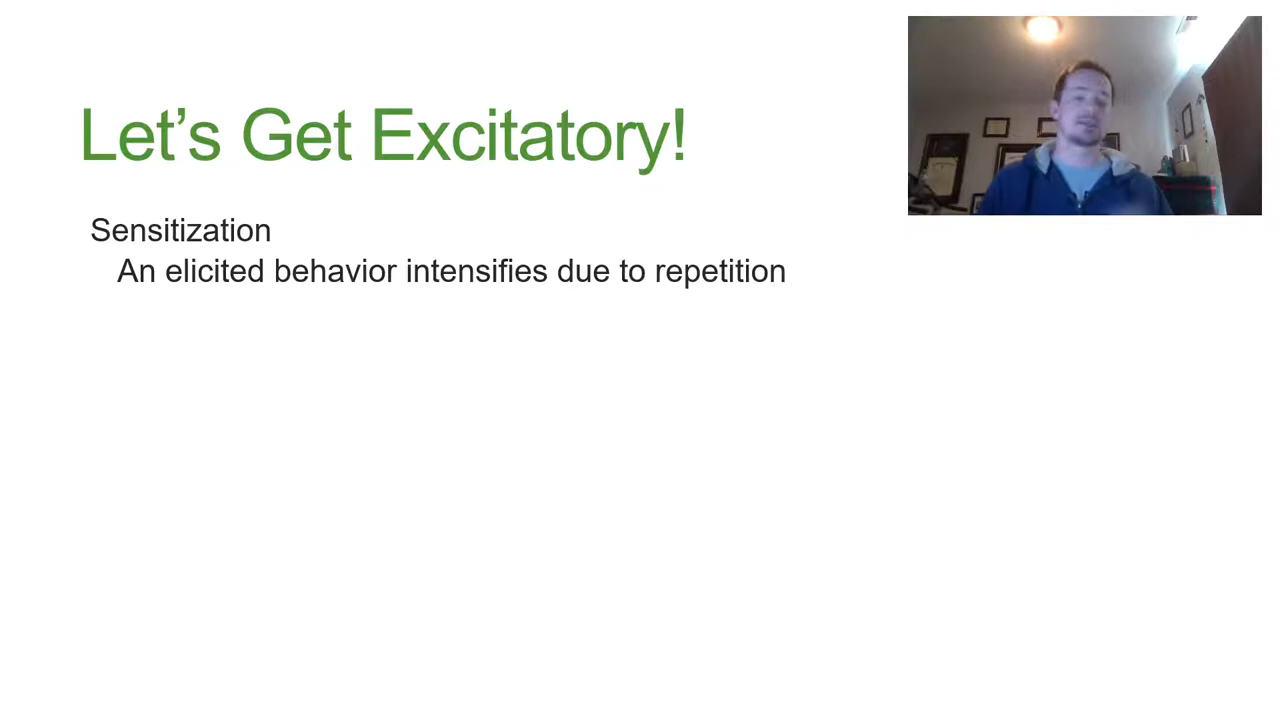 Let’s Get Excitatory!
Sensitization
An elicited behavior intensifies due to repetition